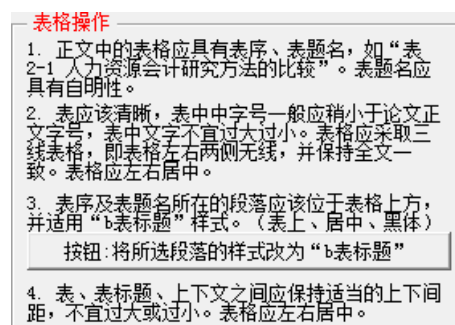 表格操作
1. 正文中的表格应具有表序、表题名，如“表
2-1 人力资源会计研究方法的比较”。表题名应
具有自明性。
2. 表应该清晰，表中中字号一般应稍小于论文正
文字号，表中文字不宜过大过小。表格应采取三
线表格，即表格左右两侧无线，并保持全文一
致。表格应左右居中。
3. 表序及表题名所在的段落应该位于表格上方，
并适用“b表标题”样式。（表上、居中、黑体）
按钮:将所选段落的样式改为“b表标题”
4. 表、表标题、上下文之间应保持适当的上下间
距，不宜过大或过小。表格应左右居中。